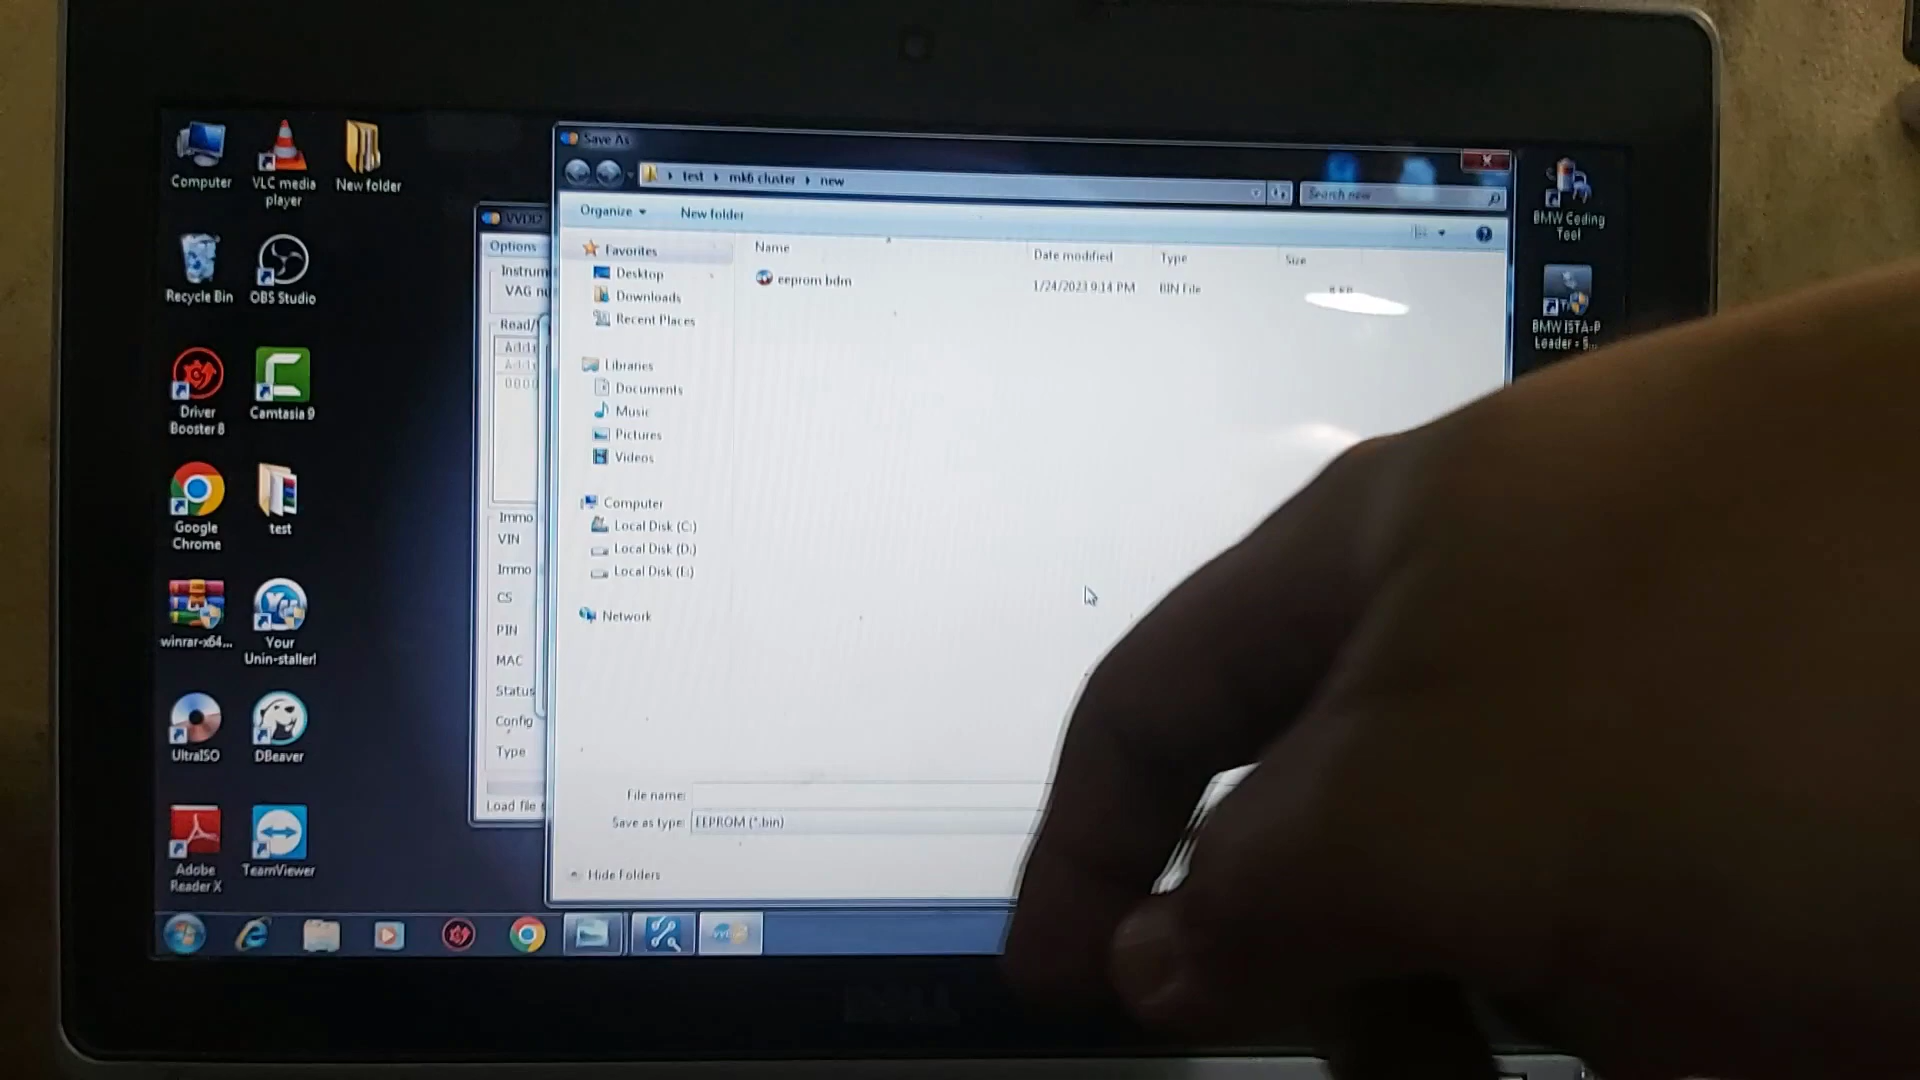 Computer
VLC media
player
New folder
Recycle Bin
OBS Studio
Driver
Booster 8
Camtasia 9
Google
Chrome
test
winrar-x64...
Your
Unin-staller!
UltraISO
DBeaver
Adobe
Reader X
TeamViewer
Options
VIN
Immo
CS
PIN
MAC
Status
Config
Type
Load file
Save As
test
mk6 cluster
new
Search new
Organize
New folder
Favorites
Desktop
Downloads
Recent Places
Libraries
Documents
Music
Pictures
Videos
Computer
Local Disk (C:)
Local Disk (D:)
Local Disk (E:)
Network
Name
Date modified
Type
Size
eeprom bdm
1/24/2023 9:14 PM
BIN File
File name:
Save as type:
EEPROM (*.bin)
Hide Folders
BMW Coding
Tool
BMW ISTA-P
Loader - S...
DELL